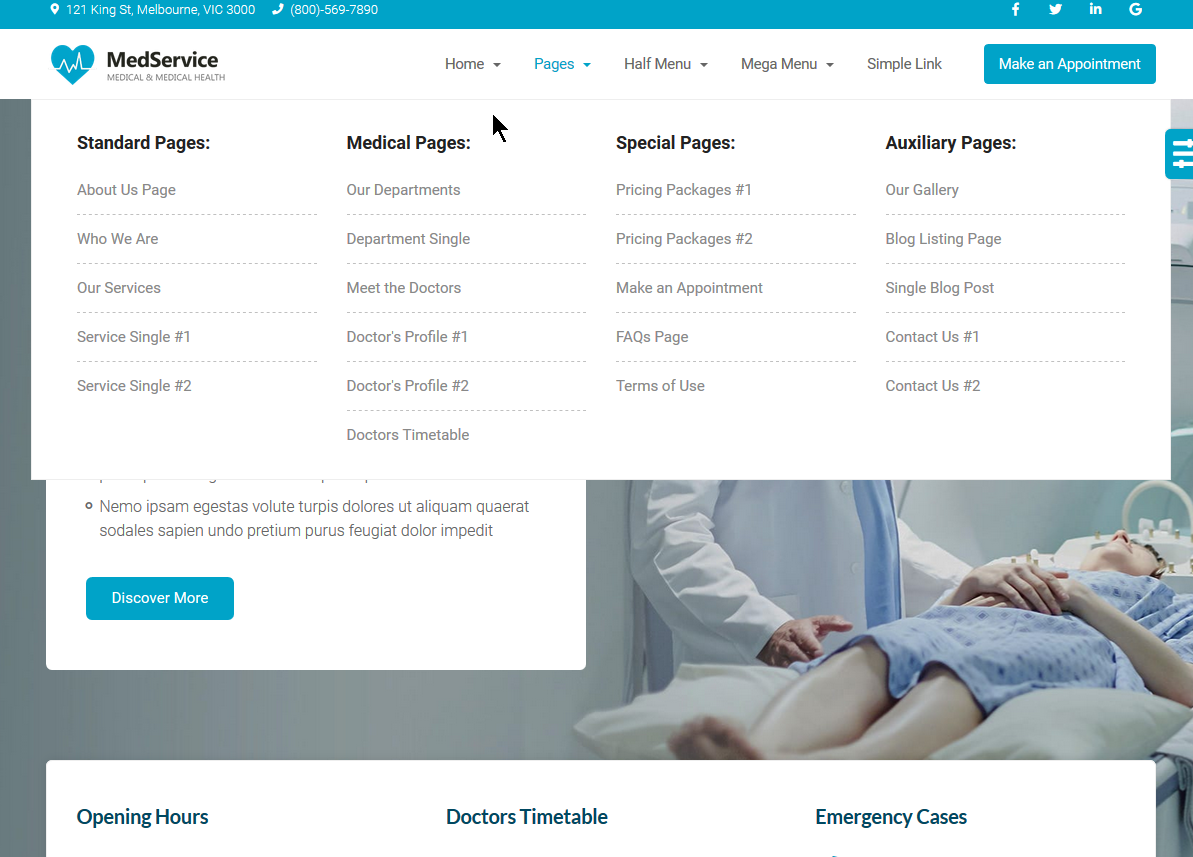 121 King St, Melbourne, VIC 3000 (800)-569-7890
MedService
MEDICAL & MEDICAL HEALTH
Home Pages Half Menu Mega Menu Simple Link Make an Appointment
Standard Pages:
About Us Page
Who We Are
Our Services
Service Single #1
Service Single #2
Medical Pages:
Our Departments
Department Single
Meet the Doctors
Doctor's Profile #1
Doctor's Profile #2
Doctors Timetable
Special Pages:
Pricing Packages #1
Pricing Packages #2
Make an Appointment
FAQs Page
Terms of Use
Auxiliary Pages:
Our Gallery
Blog Listing Page
Single Blog Post
Contact Us #1
Contact Us #2
Nemo ipsam egestas volute turpis dolores ut aliquam quaerat
sodales sapien undo pretium purus feugiat dolor impedit
Discover More
Opening Hours Doctors Timetable Emergency Cases